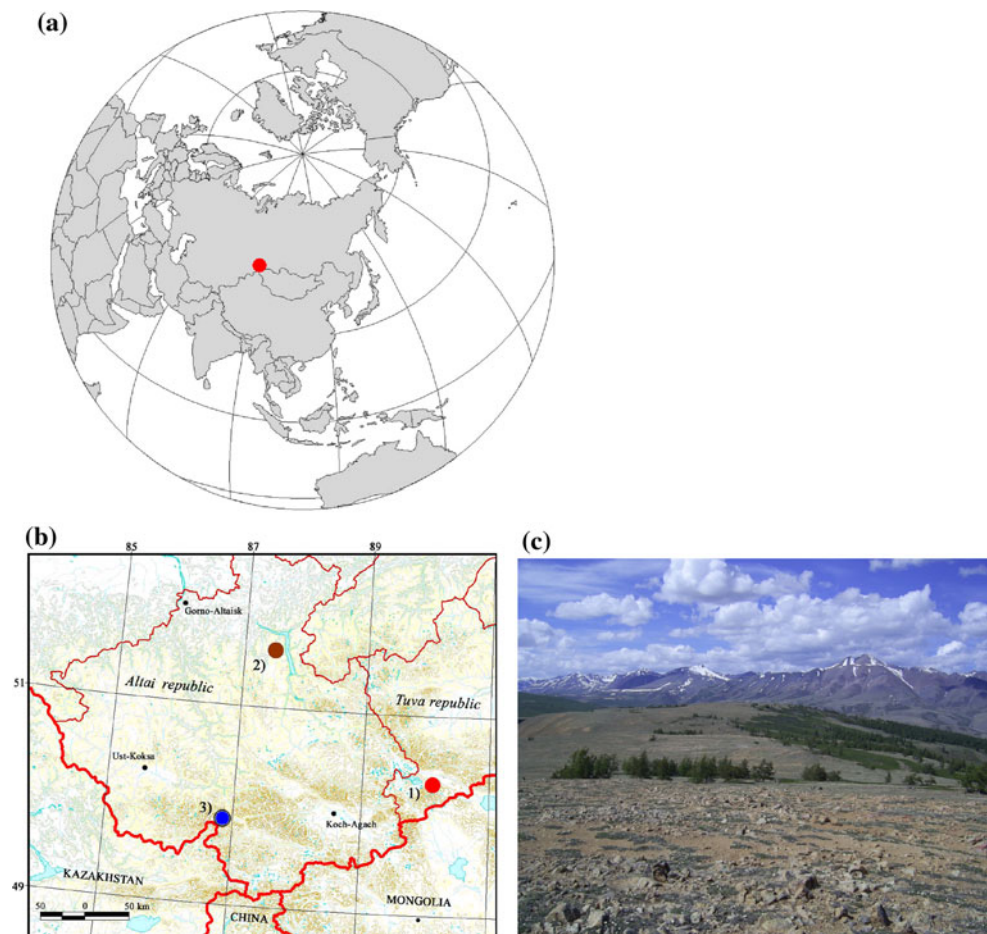 (a)
(b)
85 87 89
Gorno-Altaisk
2)
51
Altai republic
Tuva republic
Ust-Koksa
1)
3)
Koch-Agach
KAZAKHSTAN
49
MONGOLIA
50 0 50 km
CHINA
(c)